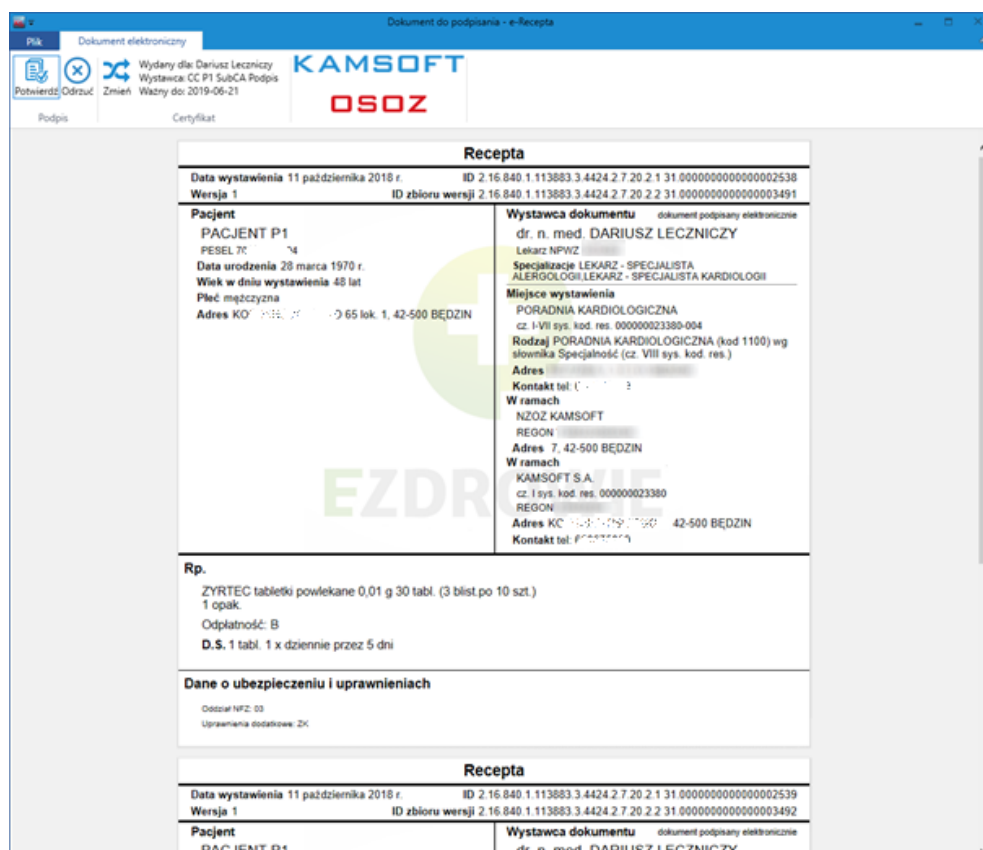 Dokument do podpisania - e-Recepta
Plik Dokument elektroniczny
Potwierdź Odrzuć Zmień
Wydany dla: Dariusz Leczniczy
Wystawca: CC P1 SubCA Podpis
Ważny do: 2019-06-21
Podpis Certyfikat
KAMSOFT
OSOZ
Recepta
Data wystawienia 11 października 2018 r. ID 2.16.840.1.113883.3.4424.2.7.20.2.1 31.0000000000000002538
Wersja 1 ID zbioru wersji 2.16.840.1.113883.3.4424.2.7.20.2.2 31.0000000000000003491
Pacjent
PACJENT P1
PESEL
Data urodzenia 28 marca 1970 r.
Wiek w dniu wystawienia 48 lat
Płeć mężczyzna
Adres 65 lok. 1, 42-500 BĘDZIN
Wystawca dokumentu dokument podpisany elektronicznie
dr. n. med. DARIUSZ LECZNICZY
Lekarz NPWZ
Specjalizacje LEKARZ - SPECJALISTA
ALERGOLOGII,LEKARZ - SPECJALISTA KARDIOLOGII
Miejsce wystawienia
PORADNIA KARDIOLOGICZNA
cz. I-VII sys. kod. res. 000000023380-004
Rodzaj PORADNIA KARDIOLOGICZNA (kod 1100) wg
słownika Specjalność (cz. VIII sys. kod. res.)
Adres
Kontakt tel:
W ramach
NZOZ KAMSOFT
REGON
Adres 7, 42-500 BĘDZIN
W ramach
KAMSOFT S.A.
cz. I sys. kod. res. 000000023380
REGON
Adres 42-500 BĘDZIN
Kontakt tel:
EZDROWIE
Rp.
ZYRTEC tabletki powlekane 0,01 g 30 tabl. (3 blist.po 10 szt.)
1 opak.
Odpłatność: B
D.S. 1 tabl. 1 x dziennie przez 5 dni
Dane o ubezpieczeniu i uprawnieniach
Oddział NFZ: 03
Uprawnienia dodatkowe: ZK
Recepta
Data wystawienia 11 października 2018 r. ID 2.16.840.1.113883.3.4424.2.7.20.2.1 31.0000000000000002539
Wersja 1 ID zbioru wersji 2.16.840.1.113883.3.4424.2.7.20.2.2 31.0000000000000003492
Pacjent
PACJENT P1
Wystawca dokumentu dokument podpisany elektronicznie
dr. n. med. DARIUSZ LECZNICZY